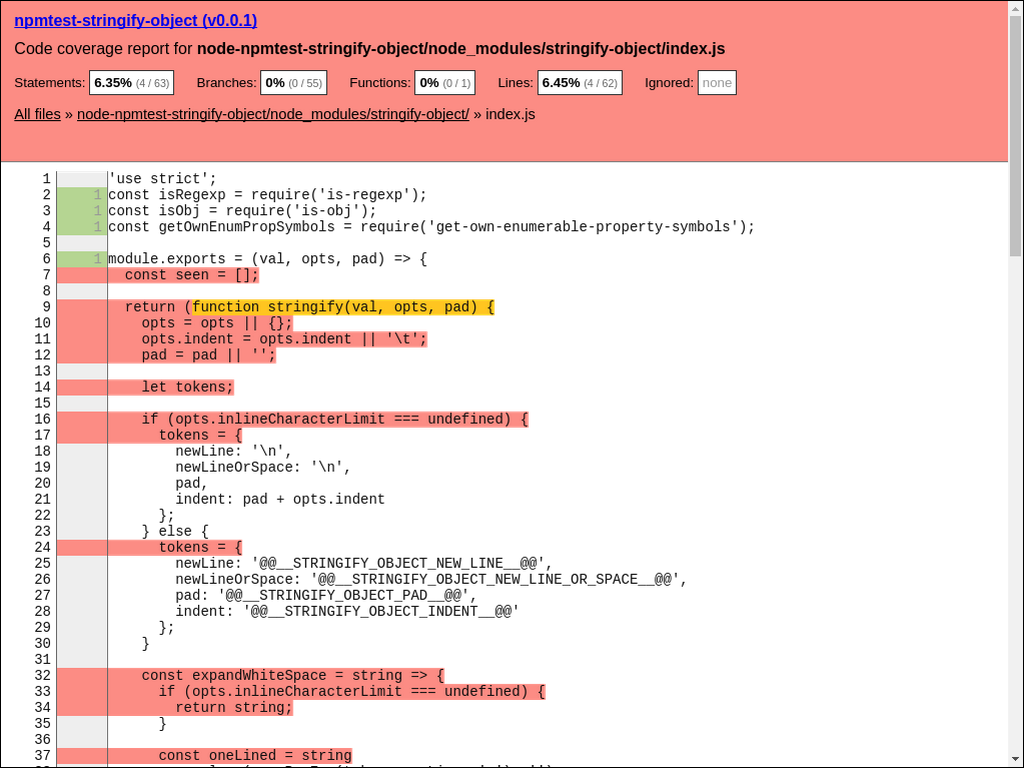 npmtest-stringify-object (v0.0.1)
Code coverage report for node-npmtest-stringify-object/node_modules/stringify-object/index.js
Statements: 6.35% (4 / 63) Branches: 0% (0 / 55) Functions: 0% (0 / 1) Lines: 6.45% (4 / 62) Ignored: none
All files » node-npmtest-stringify-object/node_modules/stringify-object/ » index.js
1 'use strict';
2 1 const isRegexp = require('is-regexp');
3 1 const isObj = require('is-obj');
4 1 const getOwnEnumPropSymbols = require('get-own-enumerable-property-symbols');
5
6 1 module.exports = (val, opts, pad) => {
7 const seen = [];
8
9 return (function stringify(val, opts, pad) {
10 opts = opts || {};
11 opts.indent = opts.indent || '\t';
12 pad = pad || '';
13
14 let tokens;
15
16 if (opts.inlineCharacterLimit === undefined) {
17 tokens = {
18 newLine: '\n',
19 newLineOrSpace: '\n',
20 pad,
21 indent: pad + opts.indent
22 };
23 } else {
24 tokens = {
25 newLine: '@@__STRINGIFY_OBJECT_NEW_LINE__@@',
26 newLineOrSpace: '@@__STRINGIFY_OBJECT_NEW_LINE_OR_SPACE__@@',
27 pad: '@@__STRINGIFY_OBJECT_PAD__@@',
28 indent: '@@__STRINGIFY_OBJECT_INDENT__@@'
29 };
30 }
31
32 const expandWhiteSpace = string => {
33 if (opts.inlineCharacterLimit === undefined) {
34 return string;
35 }
36
37 const oneLined = string